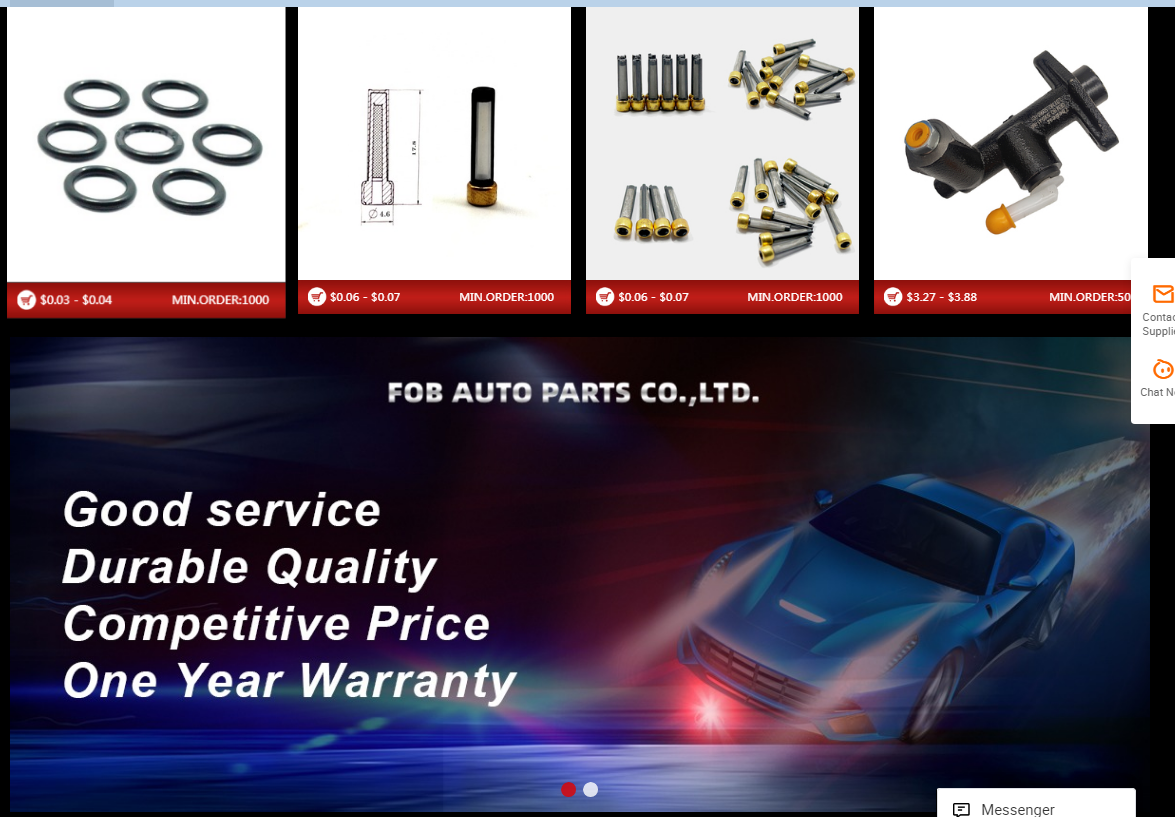 17.6
Ø 4.6
$0.03 - $0.04 MIN.ORDER:1000
$0.06 - $0.07 MIN.ORDER:1000
$0.06 - $0.07 MIN.ORDER:1000
$3.27 - $3.88 MIN.ORDER:50
Contac
Supplie
Chat N
FOB AUTO PARTS CO.,LTD.
Good service
Durable Quality
Competitive Price
One Year Warranty
Messenger